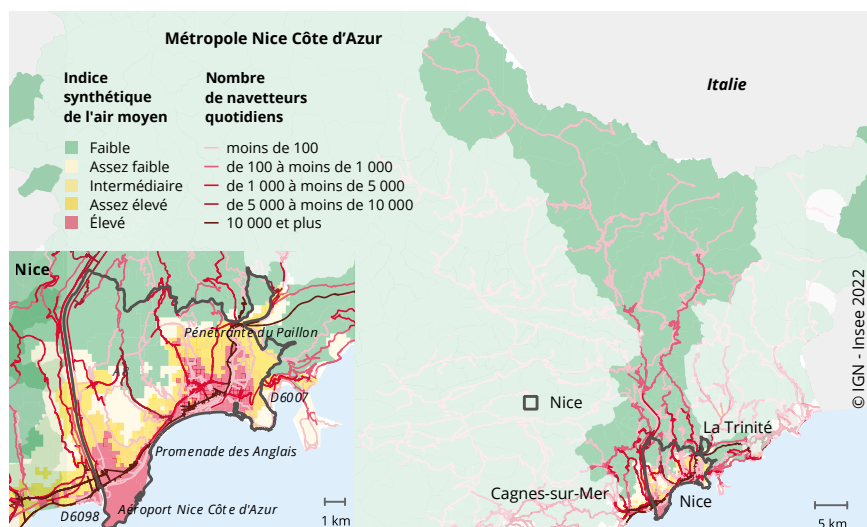 Métropole Nice Côte d’Azur
Indice
synthétique
de l'air moyen
Faible
Assez faible
Intermédiaire
Assez élevé
Élevé
Nombre
de navetteurs
quotidiens
moins de 100
de 100 à moins de 1 000
de 1 000 à moins de 5 000
de 5 000 à moins de 10 000
10 000 et plus
Italie
Nice
Pénétrante du Paillon
D6007
Promenade des Anglais
D6098
Aéroport Nice Côte d'Azur
1 km
Nice
La Trinité
Cagnes-sur-Mer
Nice
5 km
© IGN - Insee 2022